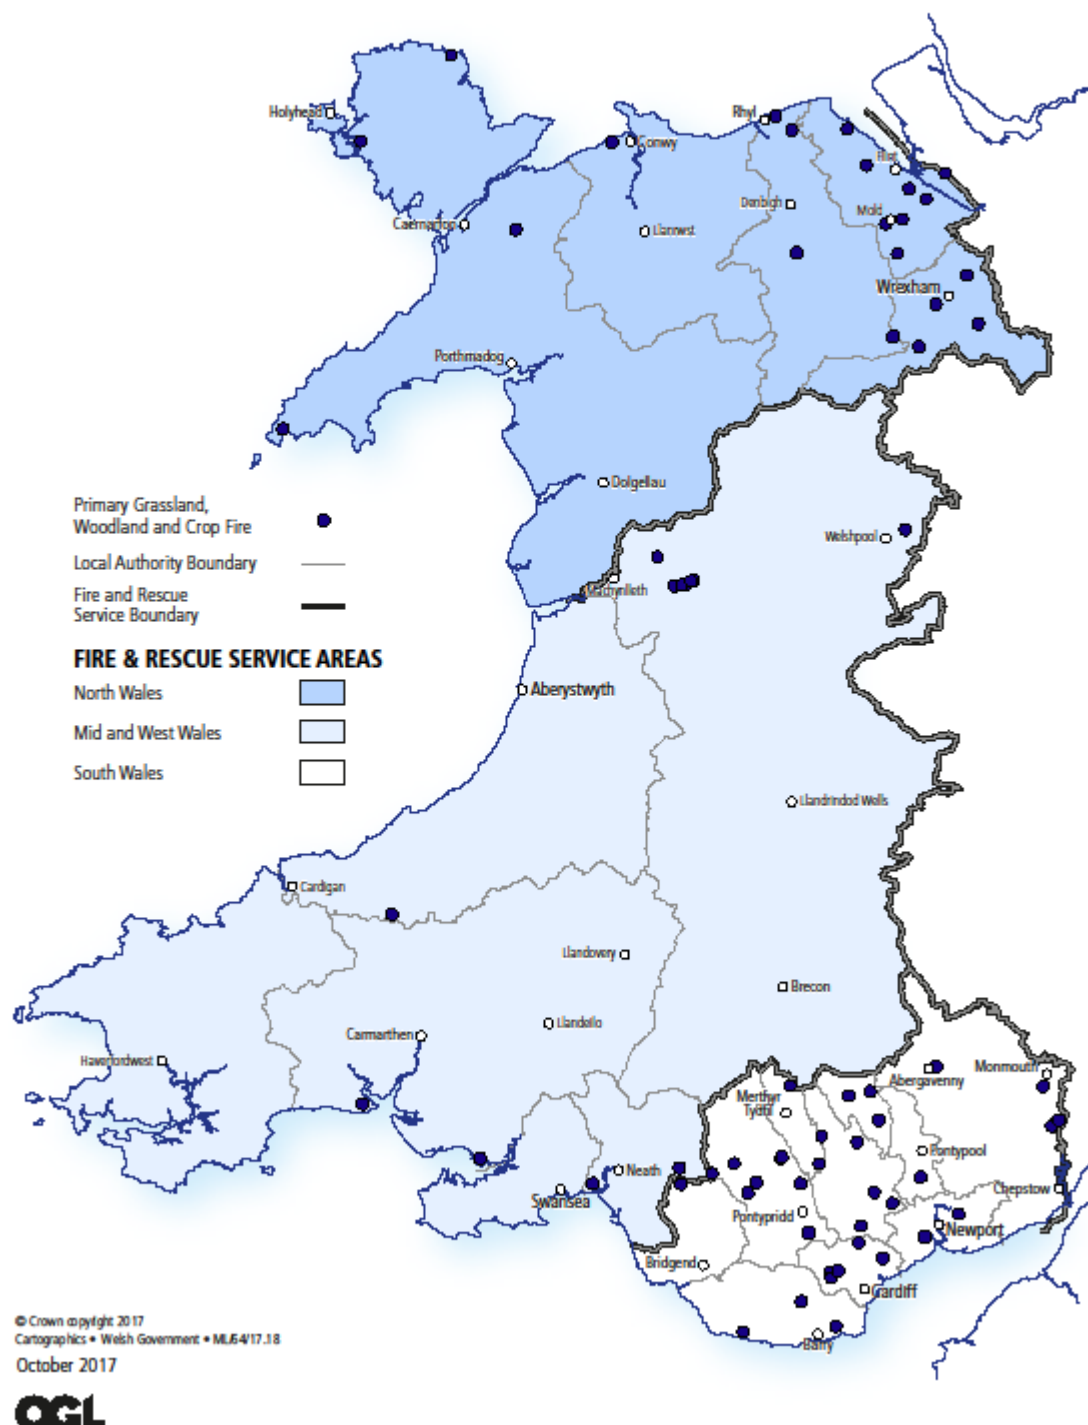 Holyhead
Rhyl
Conwy
Flint
Denbigh
Mold
Caernarfon
Llanrwst
Wrexham
Porthmadog
Dolgellau
Primary Grassland,
Woodland and Crop Fire
Local Authority Boundary
Fire and Rescue
Service Boundary
FIRE & RESCUE SERVICE AREAS
North Wales
Mid and West Wales
South Wales
Welshpool
Machynlleth
Aberystwyth
Llandrindod Wells
Cardigan
Llandovery
Brecon
Llandeilo
Carmarthen
Haverfordwest
Abergavenny
Monmouth
Merthyr
Tydfil
Pontypool
Neath
Swansea
Chepstow
Pontypridd
Newport
Bridgend
Cardiff
Barry
© Crown copyright 2017
Cartographics • Welsh Government • ML/64/17.18
October 2017
OGL